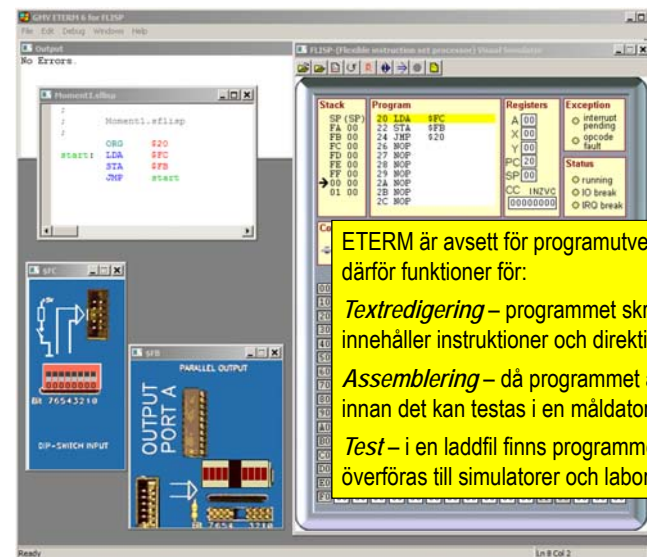 GMV ETERM 6 for FLISP
File Edit Debug Windows Help
Output
No Errors.
Moment1.sflisp
;
; Moment1.sflisp
;
ORG $20
start: LDA $FC
STA $FB
JMP start
$FC
Bit 76543210
DIP-SWITCH INPUT
$FB
PARALLEL OUTPUT
OUTPUT
PORT A
Bit 7654 3210
FLISP-(Flexible instruction set processor) Visual Simulator
Stack
SP (SP)
FA 00
FB 00
FC 00
FD 00
FE 00
FF 00
00 00
01 00
Program
20 LDA $FC
22 STA $FB
24 JMP $20
26 NOP
27 NOP
28 NOP
29 NOP
2A NOP
2B NOP
2C NOP
Registers
A 00
X 00
Y 00
PC 20
SP 00
CC INZVC
00000000
Exception
interrupt
pending
opcode
fault
Status
running
IO break
IRQ break
Co
ETERM är avsett för programutve
därför funktioner för:
Textredigering – programmet skr
innehåller instruktioner och direkti
Assemblering – då programmet
innan det kan testas i en måldator
Test – i en laddfil finns programme
överföras till simulatorer och labor
Ready
Ln 8 Col 2